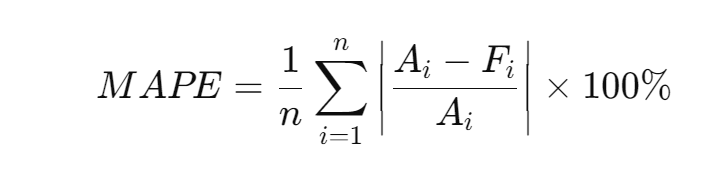 MAPE = \frac{1}{n} \sum_{i=1}^{n} \left| \frac{A_i - F_i}{A_i} \right| \times 100\%